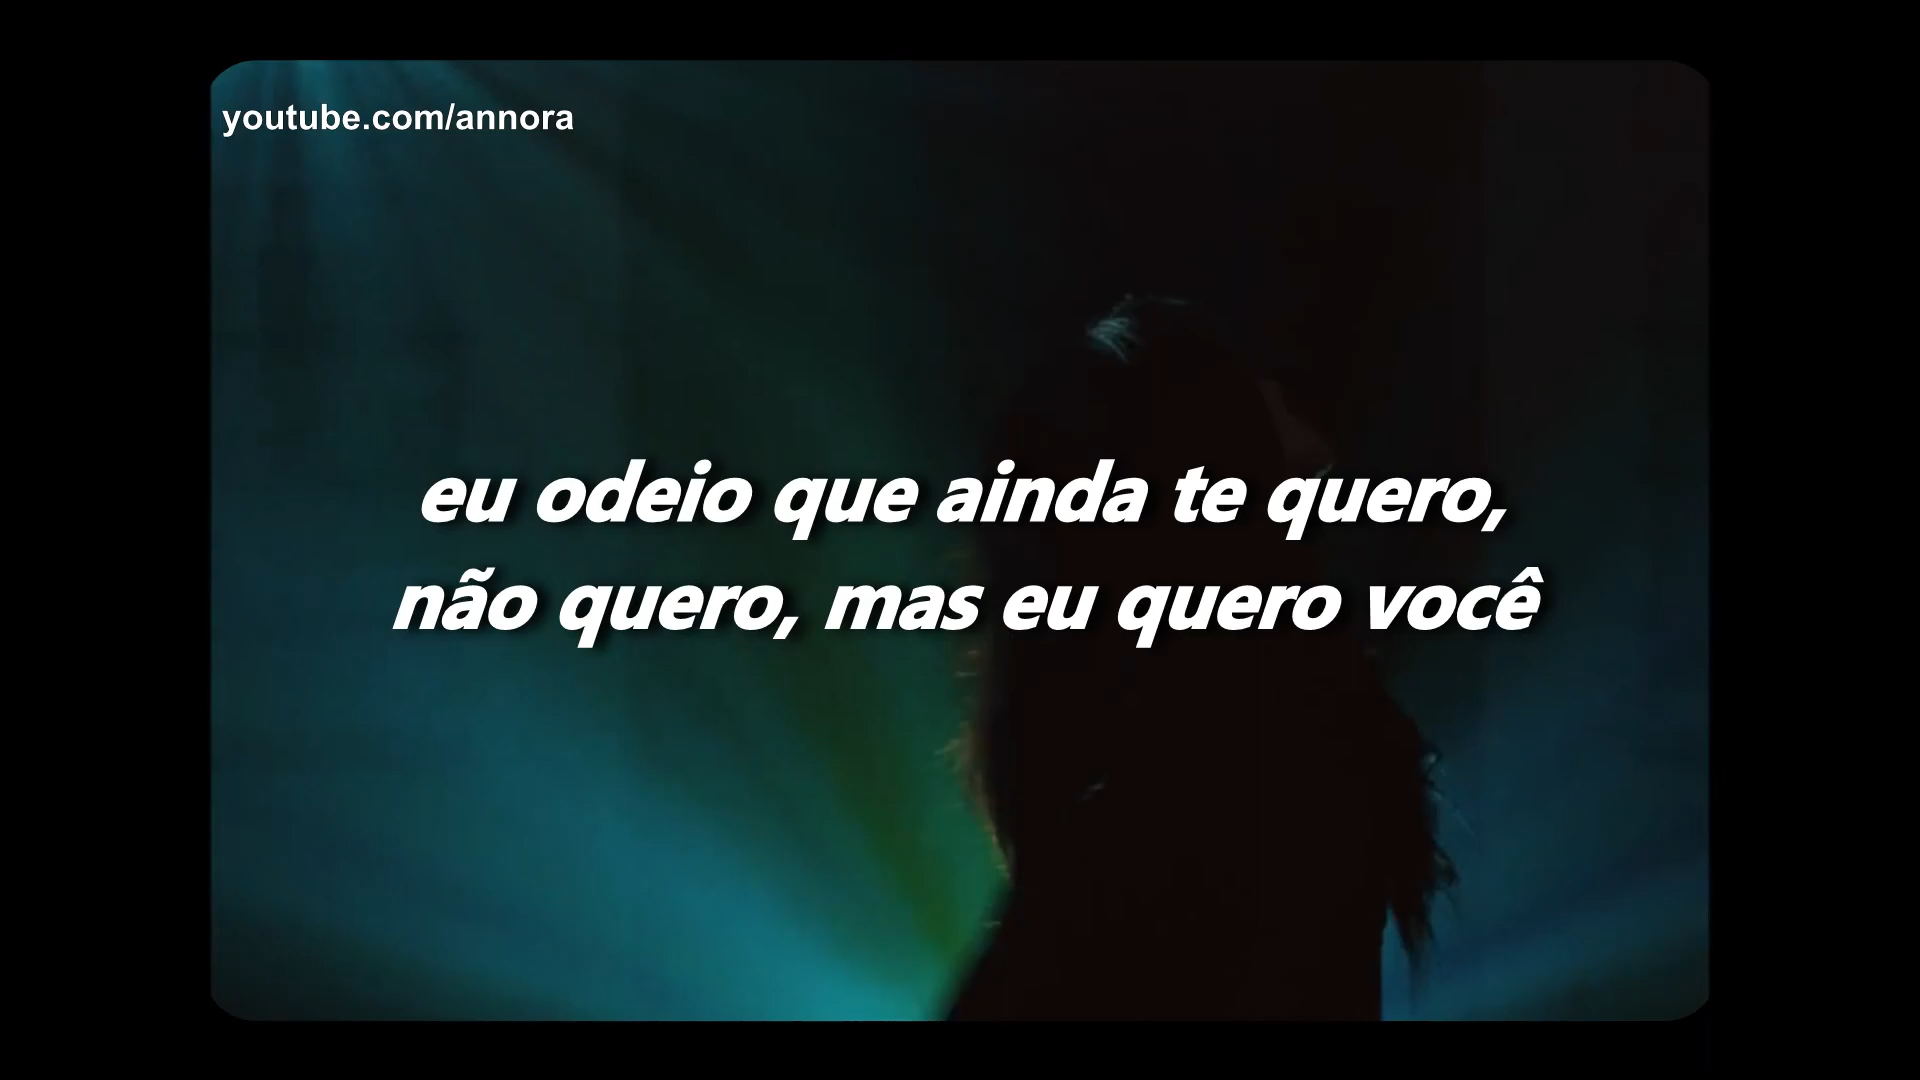 youtube.com/annora
eu odeio que ainda te quero,
não quero, mas eu quero você